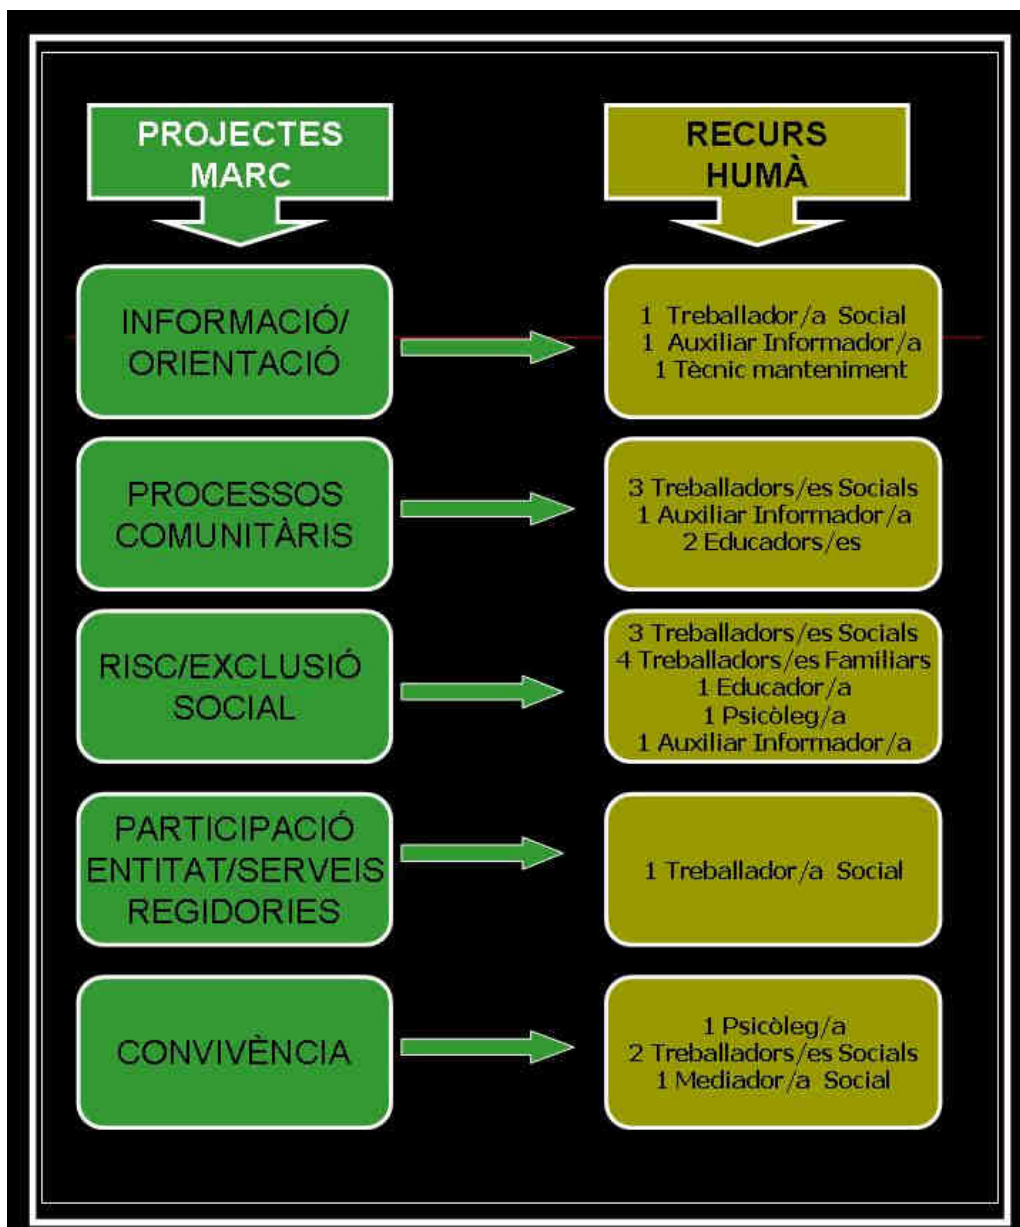 PROJECTES
MARC
RECURS
HUMÀ
INFORMACIÓ/
ORIENTACIÓ
1 Treballador/a Social
1 Auxiliar Informador/a
1 Tècnic manteniment
PROCESSOS
COMUNITÀRIS
3 Treballadors/es Socials
1 Auxiliar Informador/a
2 Educadors/es
RISC/EXCLUSIÓ
SOCIAL
3 Treballadors/es Socials
4 Treballadors/es Familiars
1 Educador/a
1 Psicòleg/a
1 Auxiliar Informador/a
PARTICIPACIÓ
ENTITAT/SERVEIS
REGIDORIES
1 Treballador/a Social
CONVIVÈNCIA
1 Psicòleg/a
2 Treballadors/es Socials
1 Mediador/a Social